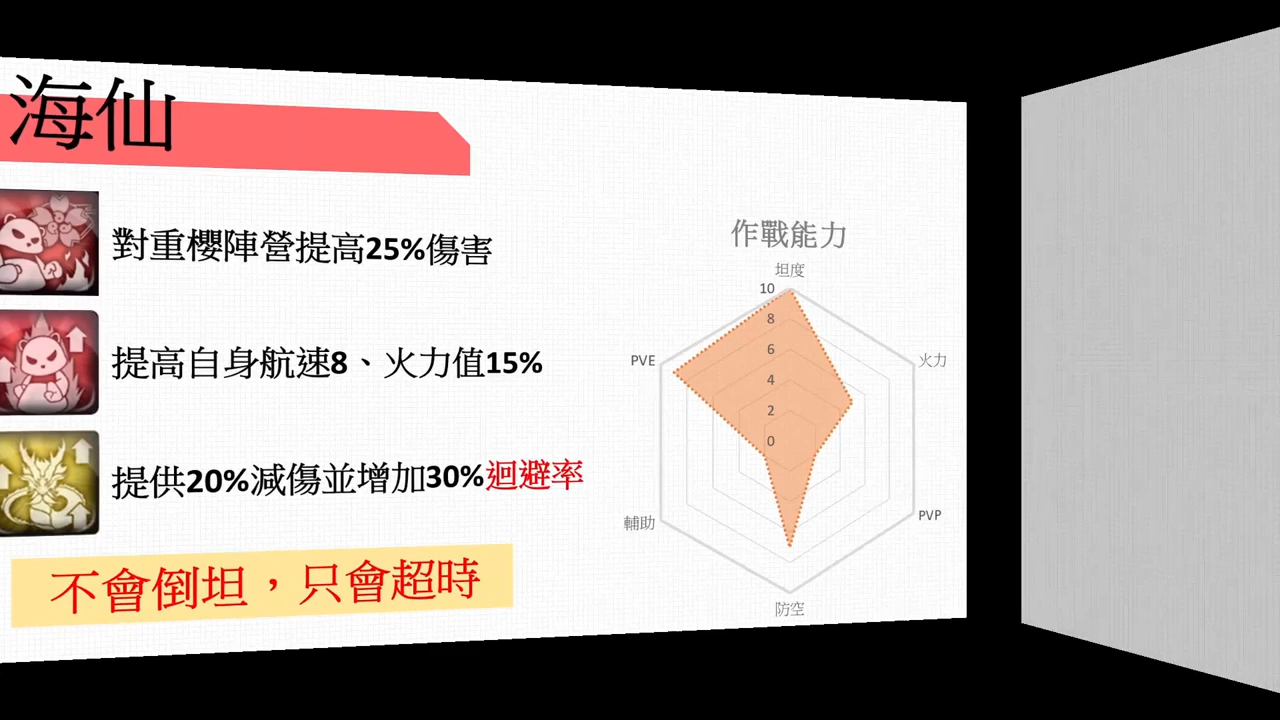 海仙
對重櫻陣營提高25%傷害
提高自身航速8、火力值15%
提供20%減傷並增加30%迴避率
不會倒坦，只會超時
作戰能力
坦度
10
8
6
4
2
0
火力
PVP
防空
輔助
PVE